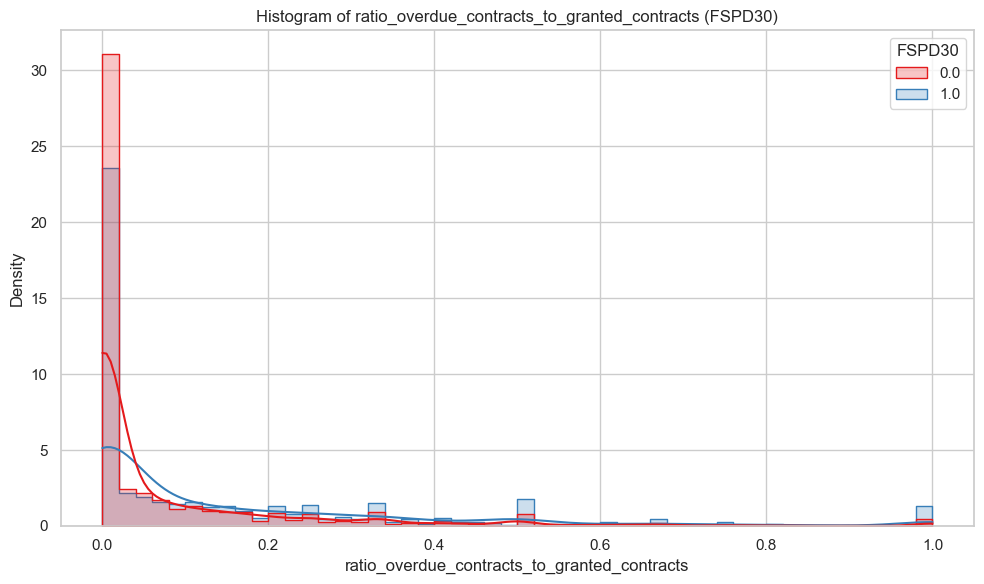 Histogram of ratio_overdue_contracts_to_granted_contracts (FSPD30)
FSPD30
0.0
1.0
Density
30
25
20
15
10
5
0
0.0 0.2 0.4 0.6 0.8 1.0
ratio_overdue_contracts_to_granted_contracts